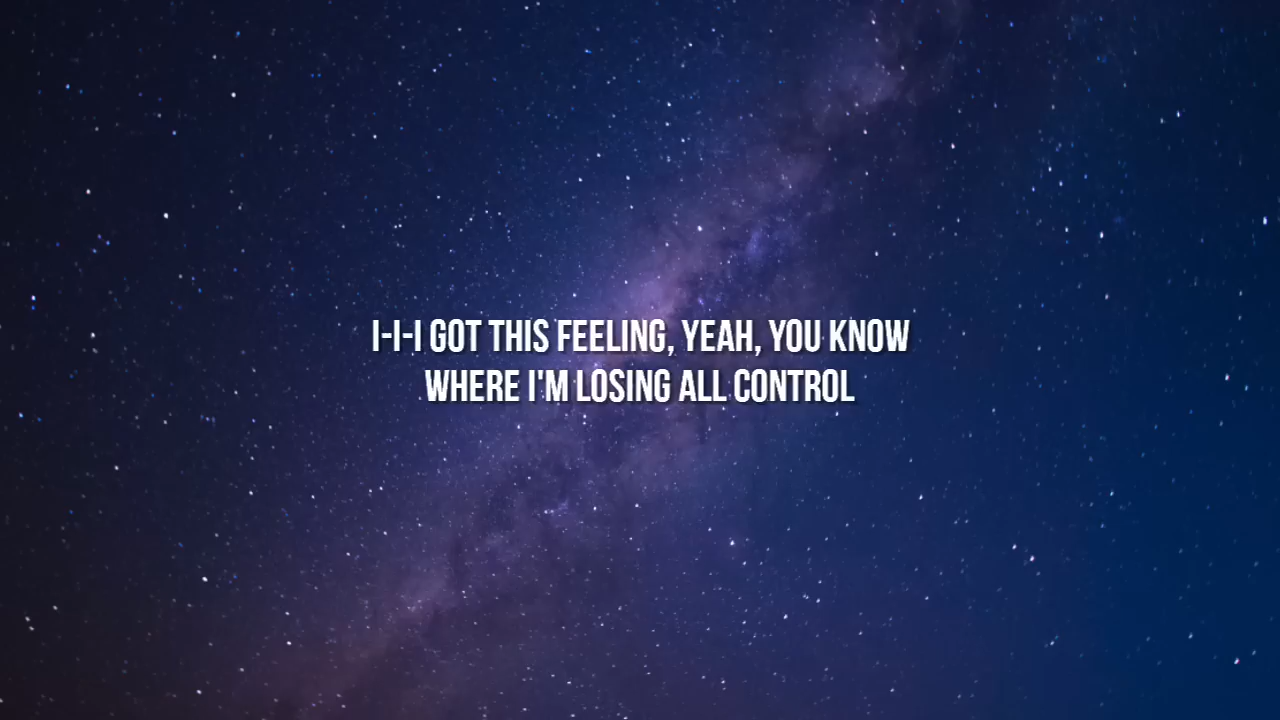 I-I-I GOT THIS FEELING, YEAH, YOU KNOW
WHERE I'M LOSING ALL CONTROL